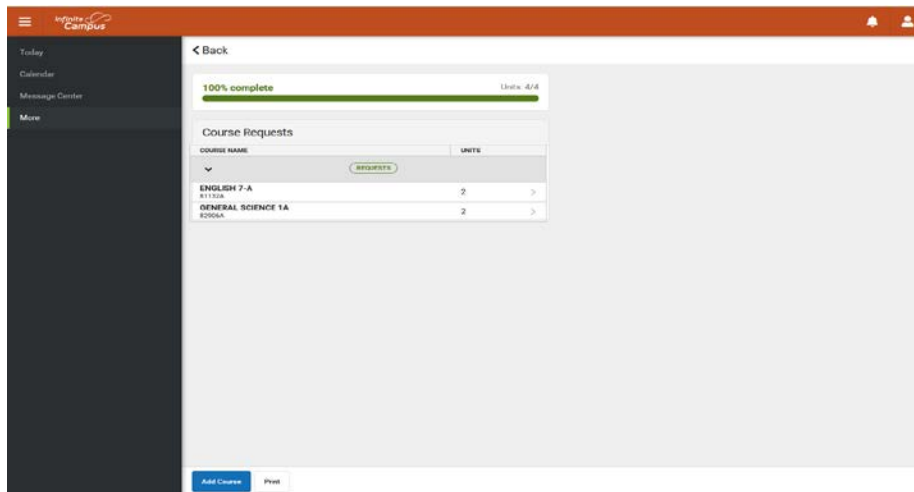 Infinite
Campus
Today
Calendar
Message Center
More
Back
100% complete
Units: 4/4
Course Requests
COURSE NAME
UNITS
REQUESTS
ENGLISH 7-A
2
81132A
GENERAL SCIENCE 1A
2
82906A
Add Course
Print